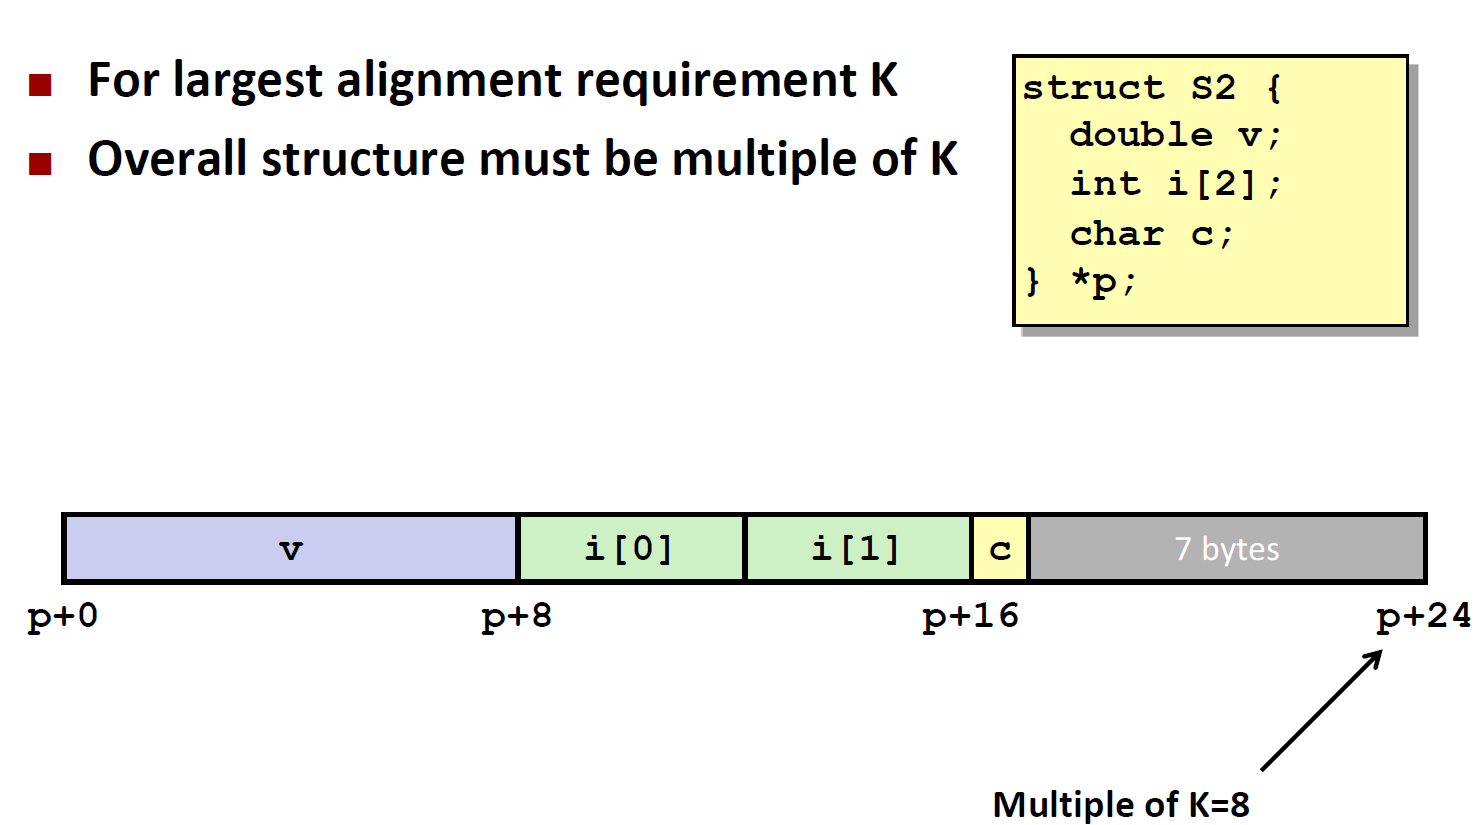 For largest alignment requirement K
Overall structure must be multiple of K
struct S2 {
  double v;
  int i[2];
  char c;
} *p;
v i[0] i[1] c 7 bytes
p+0 p+8 p+16 p+24
Multiple of K=8